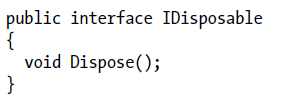 public interface IDisposable
{
  void Dispose();
}